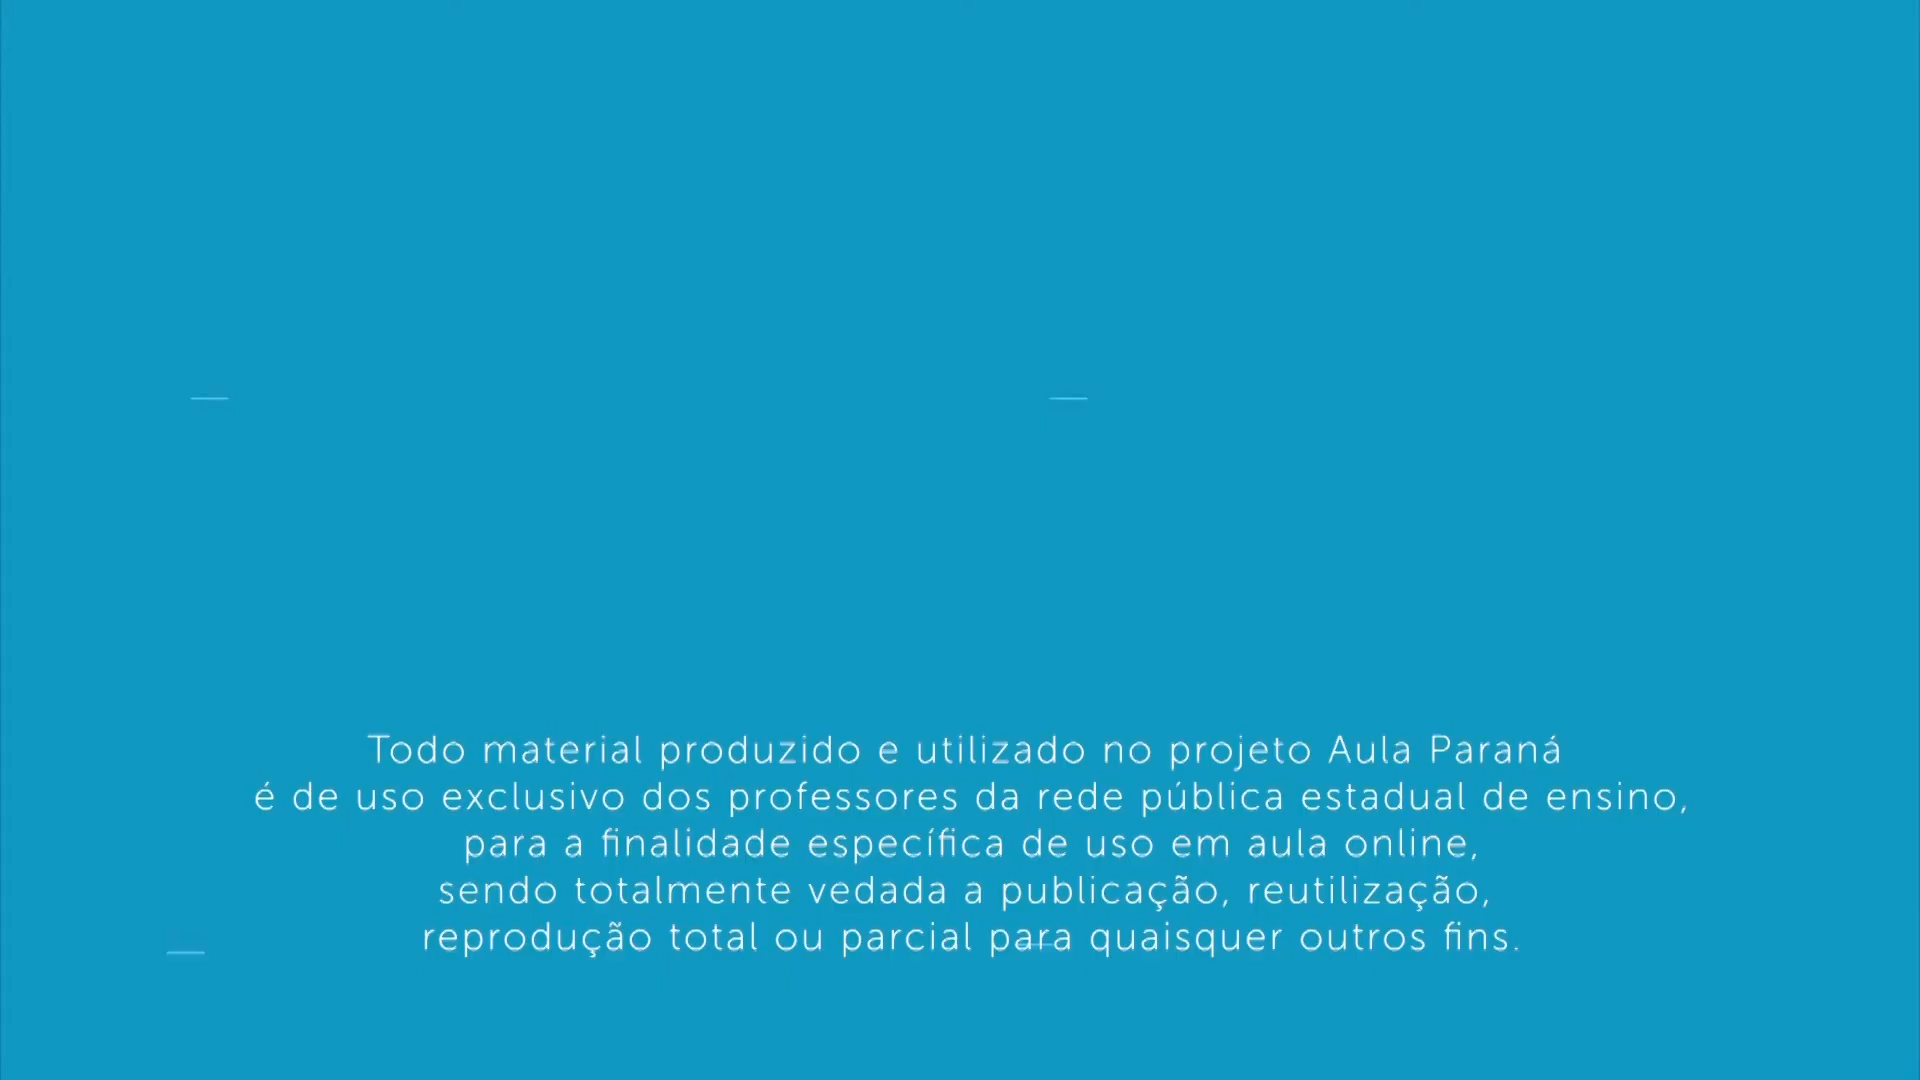 Todo material produzido e utilizado no projeto Aula Paraná
é de uso exclusivo dos professores da rede pública estadual de ensino,
para a finalidade específica de uso em aula online,
sendo totalmente vedada a publicação, reutilização,
reprodução total ou parcial para quaisquer outros fins.